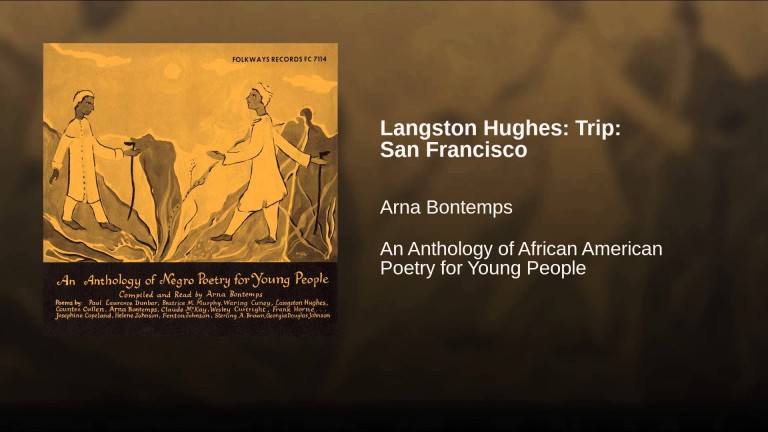 FOLKWAYS RECORDS FC 7114
An Anthology of Negro Poetry for Young People
Compiled and Read by Arna Bontemps
Poems by: Paul Lawrence Dunbar, Beatrice M. Murphy, Waring Cuney, Langston Hughes,
Countee Cullen, Arna Bontemps, Claude McKay, Wesley Curtright, Frank Horne,
Josephine Copeland, Helene Johnson, Fenton Johnson, Sterling A. Brown, Georgia Douglas Johnson
Langston Hughes: Trip:
San Francisco
Arna Bontemps
An Anthology of African American
Poetry for Young People